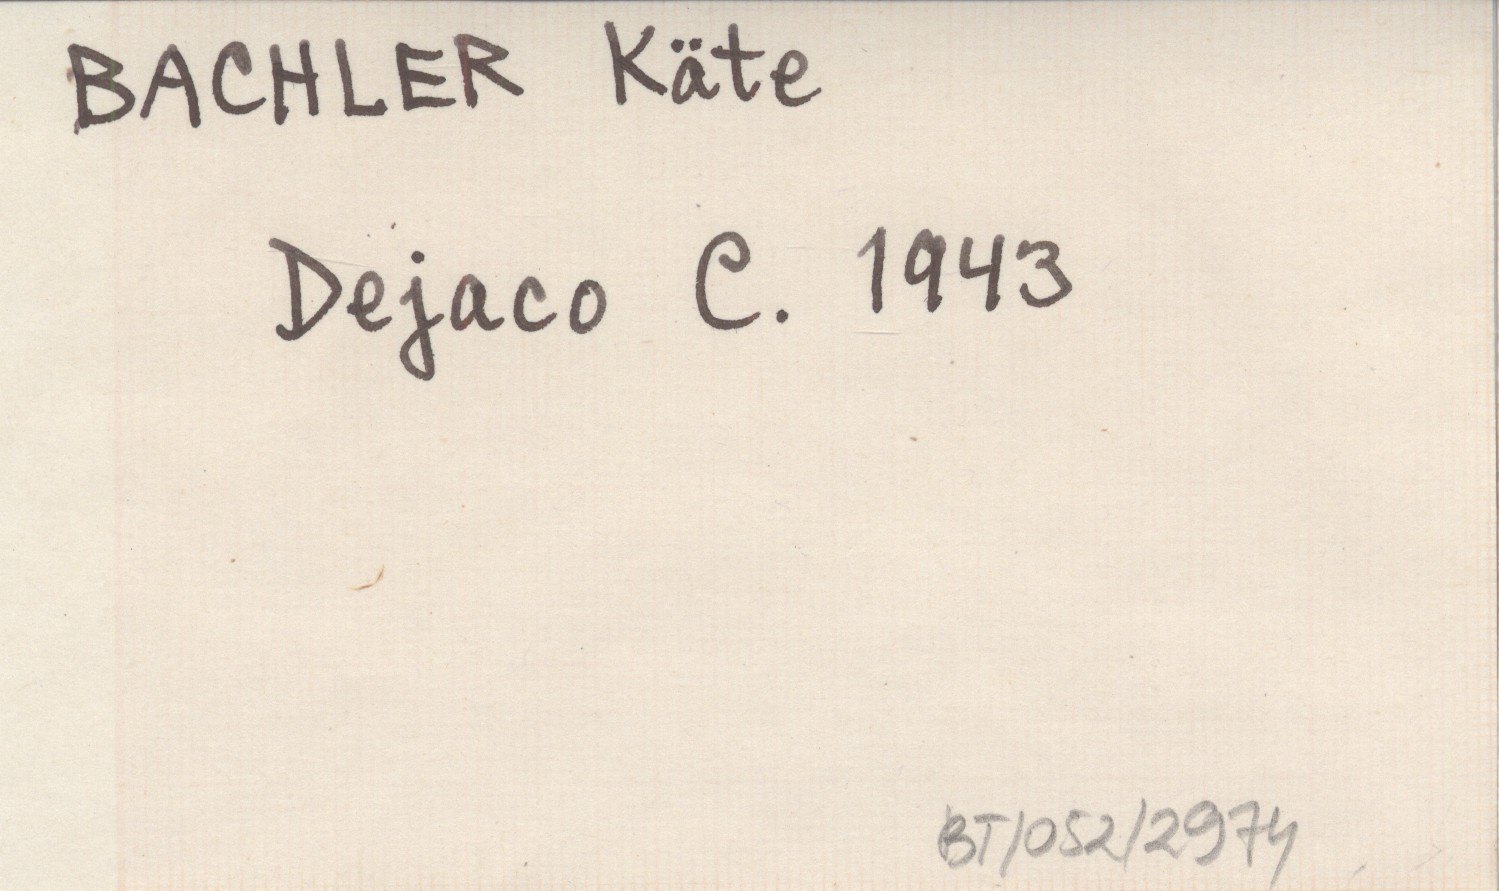 BACHLER Käte
Dejaco C. 1943
BT/052/2974